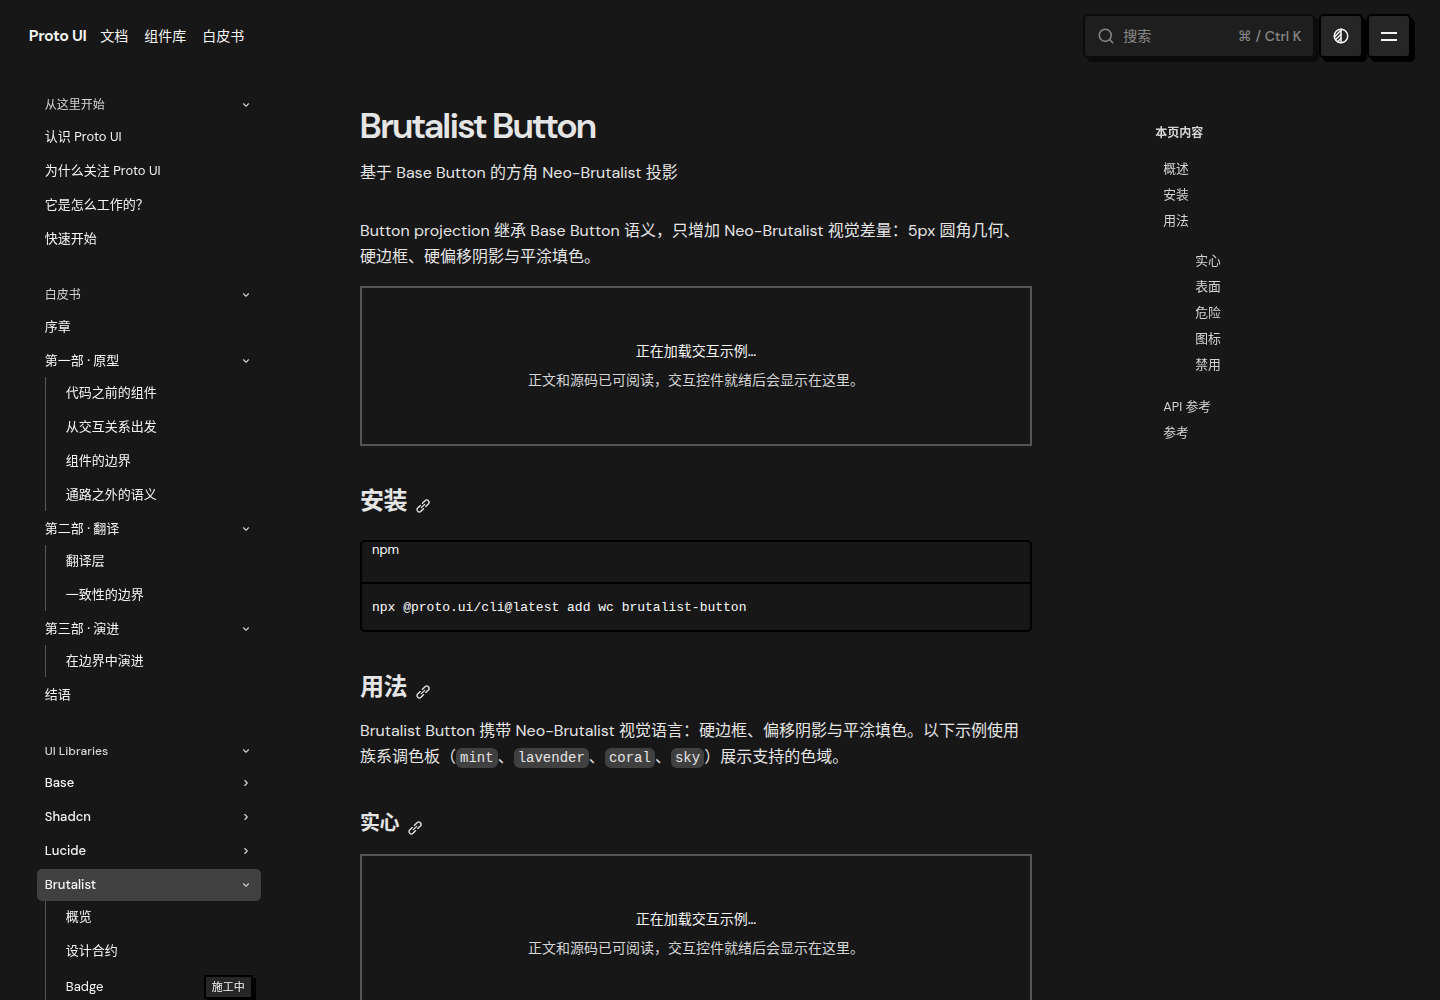 Proto UI 文档 组件库 白皮书
搜索 ⌘ / Ctrl K
从这里开始
认识 Proto UI
为什么关注 Proto UI
它是怎么工作的?
快速开始
白皮书
序章
第一部 · 原型
代码之前的组件
从交互关系出发
组件的边界
通路之外的语义
第二部 · 翻译
翻译层
一致性的边界
第三部 · 演进
在边界中演进
结语
UI Libraries
Base
Shadcn
Lucide
Brutalist
概览
设计合约
Badge 施工中
Brutalist Button
基于 Base Button 的方角 Neo-Brutalist 投影
Button projection 继承 Base Button 语义，只增加 Neo-Brutalist 视觉差量：5px 圆角几何、
硬边框、硬偏移阴影与平涂填色。
正在加载交互示例…
正文和源码已可阅读，交互控件就绪后会显示在这里。
安装
npm
npx @proto.ui/cli@latest add wc brutalist-button
用法
Brutalist Button 携带 Neo-Brutalist 视觉语言：硬边框、偏移阴影与平涂填色。以下示例使用
族系调色板（mint、lavender、coral、sky）展示支持的色域。
实心
正在加载交互示例…
正文和源码已可阅读，交互控件就绪后会显示在这里。
本页内容
概述
安装
用法
实心
表面
危险
图标
禁用
API 参考
参考